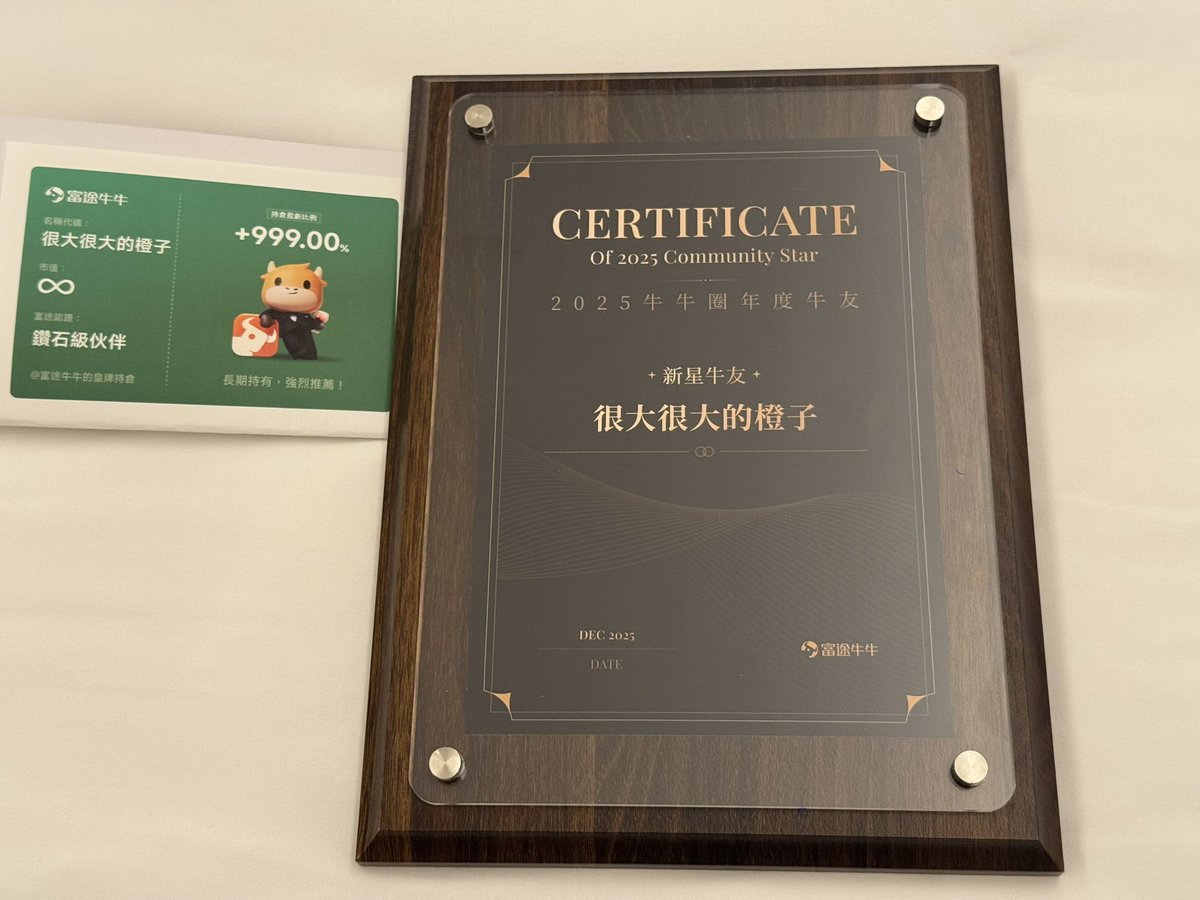 富途牛牛
名稱代碼：
很大很大的橙子
市值：
∞
富途認證：
鑽石級伙伴
@富途牛牛的皇牌持倉
持倉盈虧比例
+999.00%
長期持有，強烈推薦！
CERTIFICATE
Of 2025 Community Star
2025牛牛圈年度牛友
新星牛友
很大很大的橙子
DEC 2025
DATE
富途牛牛